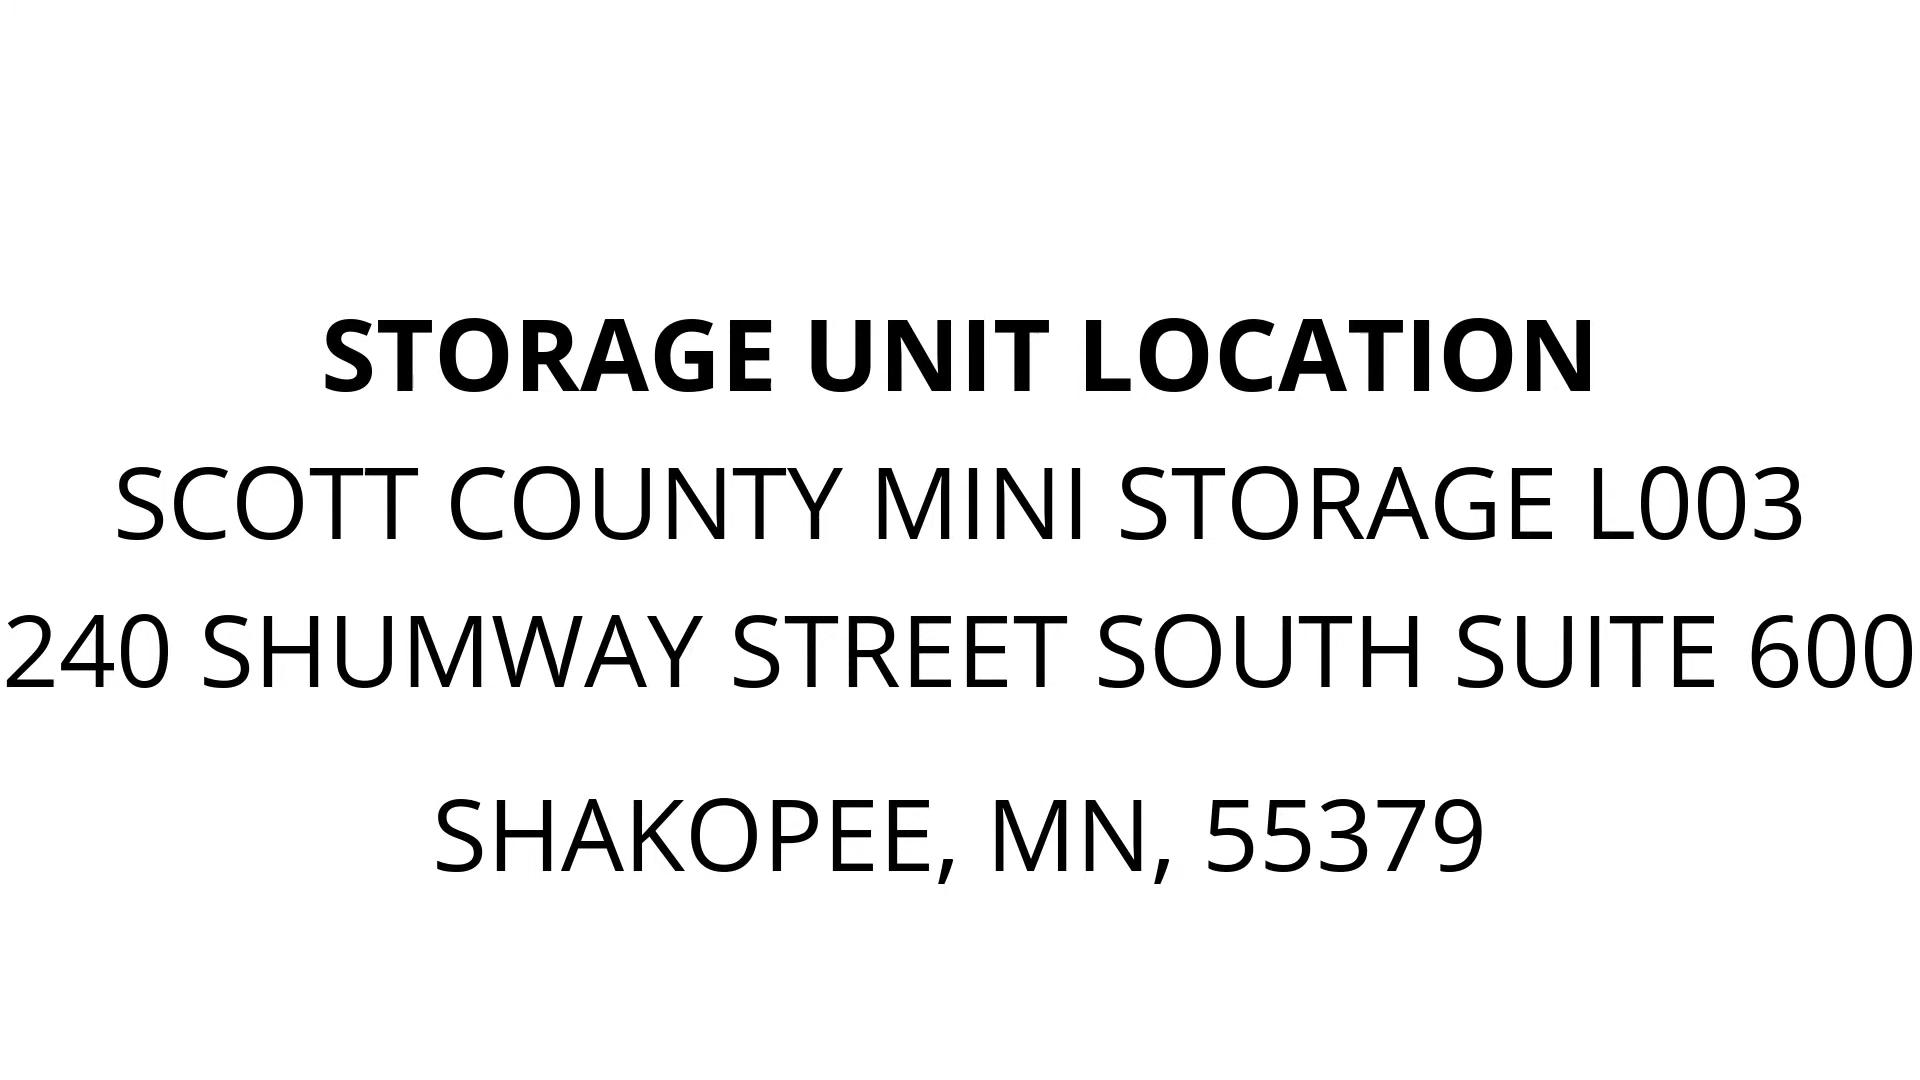 STORAGE UNIT LOCATION
SCOTT COUNTY MINI STORAGE L003
240 SHUMWAY STREET SOUTH SUITE 600
SHAKOPEE, MN, 55379